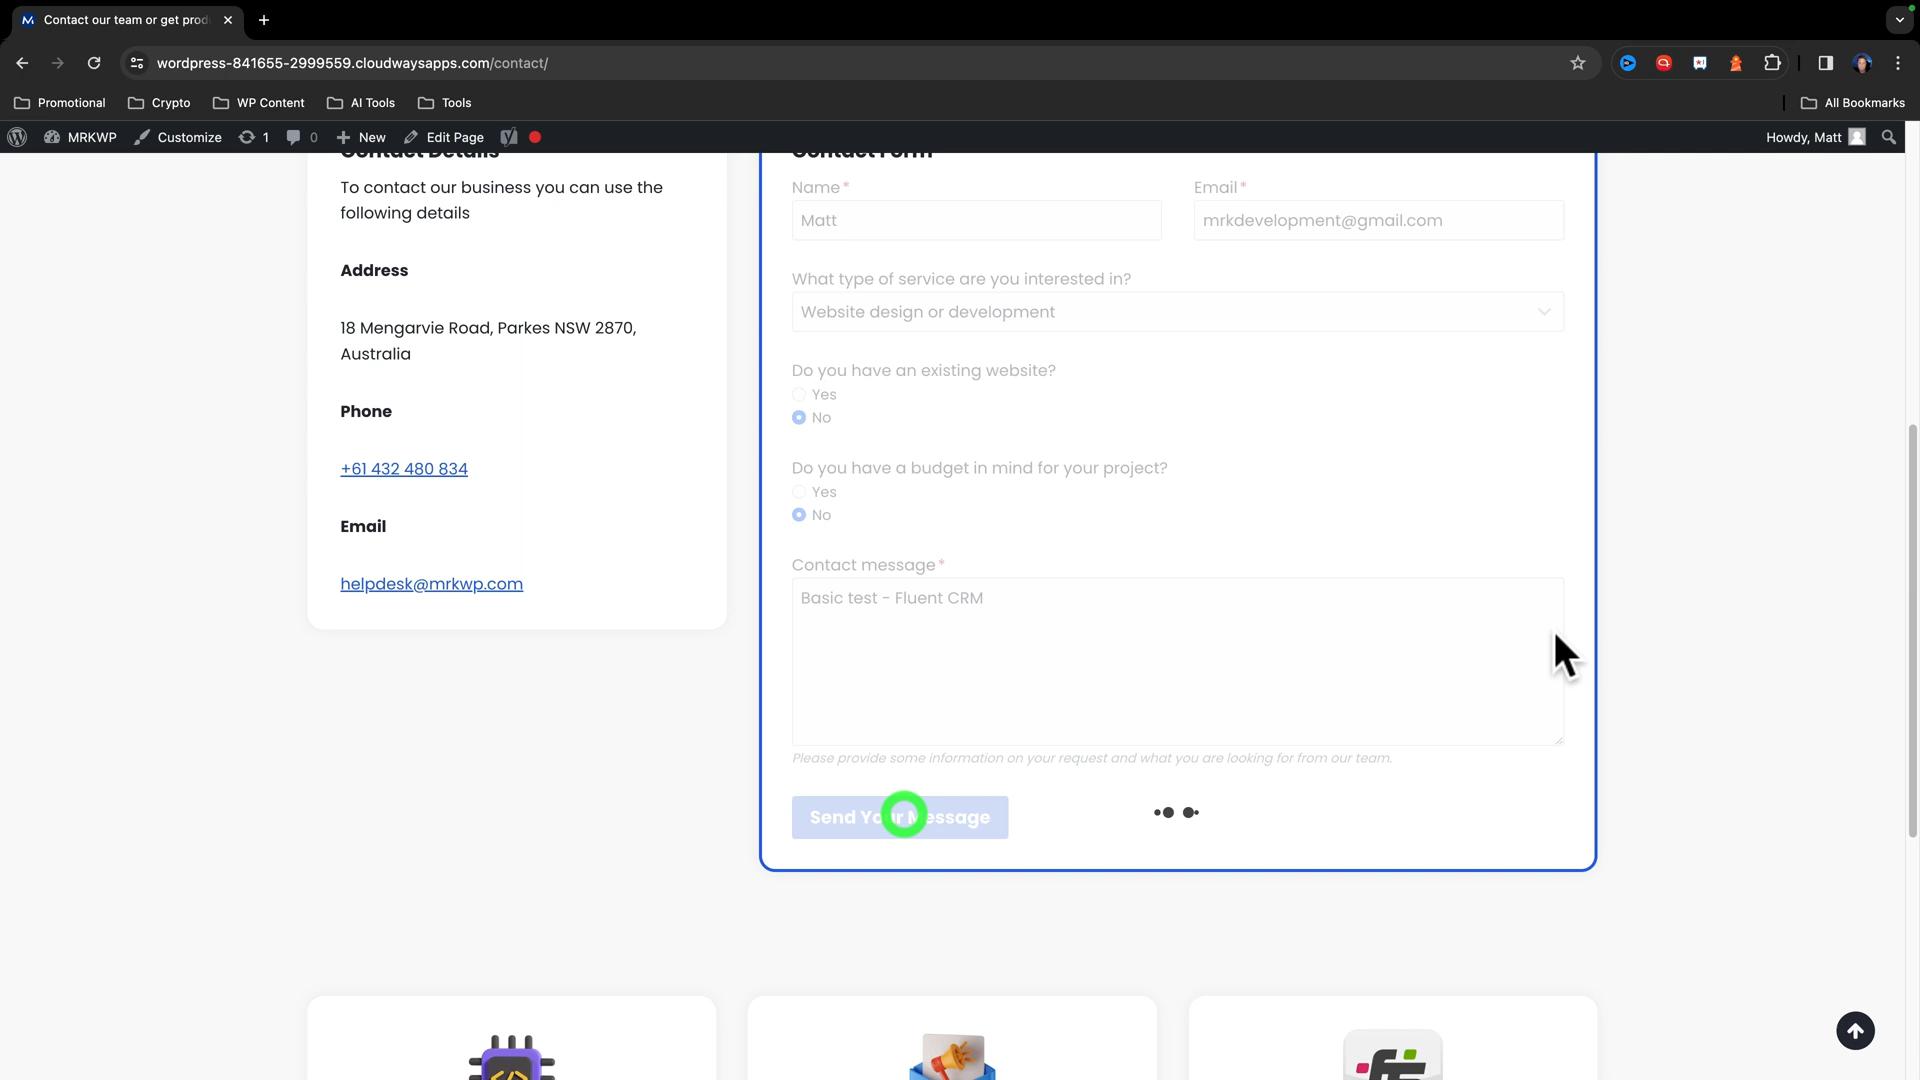 Contact our team or get prod
wordpress-841655-2999559.cloudwaysapps.com/contact/
Promotional
Crypto
WP Content
AI Tools
Tools
All Bookmarks
MRKWP
Customize
1
0
New
Edit Page
Howdy, Matt
Contact Details
To contact our business you can use the
following details
Address
18 Mengarvie Road, Parkes NSW 2870,
Australia
Phone
+61 432 480 834
Email
helpdesk@mrkwp.com
Contact Form
Name*
Email*
Matt
mrkdevelopment@gmail.com
What type of service are you interested in?
Website design or development
Do you have an existing website?
Yes
No
Do you have a budget in mind for your project?
Yes
No
Contact message*
Basic test - Fluent CRM
Please provide some information on your request and what you are looking for from our team.
Send Your Message